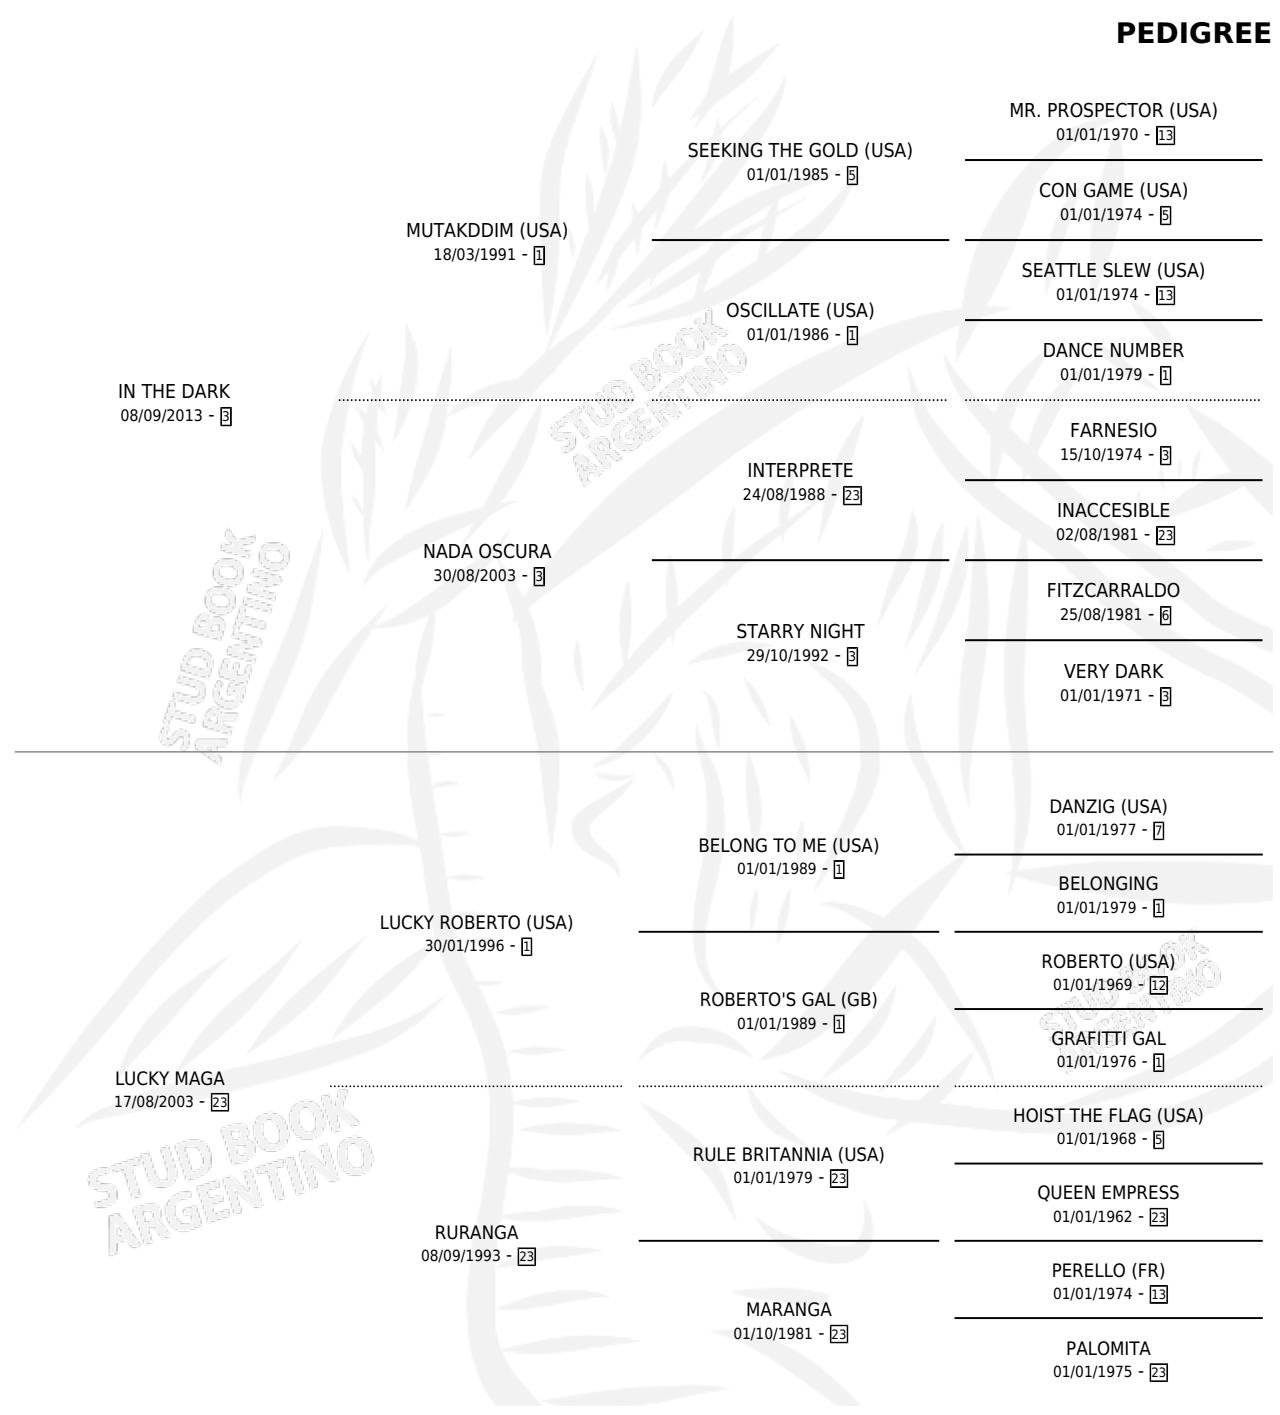 PEDIGREE
IN THE DARK
08/09/2013 - 3
MUTAKDDIM (USA)
18/03/1991 - 1
NADA OSCURA
30/08/2003 - 3
SEEKING THE GOLD (USA)
01/01/1985 - 5
OSCILLATE (USA)
01/01/1986 - 1
INTERPRETE
24/08/1988 - 23
STARRY NIGHT
29/10/1992 - 3
MR. PROSPECTOR (USA)
01/01/1970 - 13
CON GAME (USA)
01/01/1974 - 5
SEATTLE SLEW (USA)
01/01/1974 - 13
DANCE NUMBER
01/01/1979 - 1
FARNESIO
15/10/1974 - 3
INACCESIBLE
02/08/1981 - 23
FITZCARRALDO
25/08/1981 - 6
VERY DARK
01/01/1971 - 3
LUCKY MAGA
17/08/2003 - 23
LUCKY ROBERTO (USA)
30/01/1996 - 1
RURANGA
08/09/1993 - 23
BELONG TO ME (USA)
01/01/1989 - 1
ROBERTO'S GAL (GB)
01/01/1989 - 1
RULE BRITANNIA (USA)
01/01/1979 - 23
MARANGA
01/10/1981 - 23
DANZIG (USA)
01/01/1977 - 7
BELONGING
01/01/1979 - 1
ROBERTO (USA)
01/01/1969 - 12
GRAFITTI GAL
01/01/1976 - 1
HOIST THE FLAG (USA)
01/01/1968 - 5
QUEEN EMPRESS
01/01/1962 - 23
PERELLO (FR)
01/01/1974 - 13
PALOMITA
01/01/1975 - 23
STUD BOOK
ARGENTINO
STUD BOOK
ARGENTINO
STUD BOOK
ARGENTINO
STUD BOOK
ARGENTINO